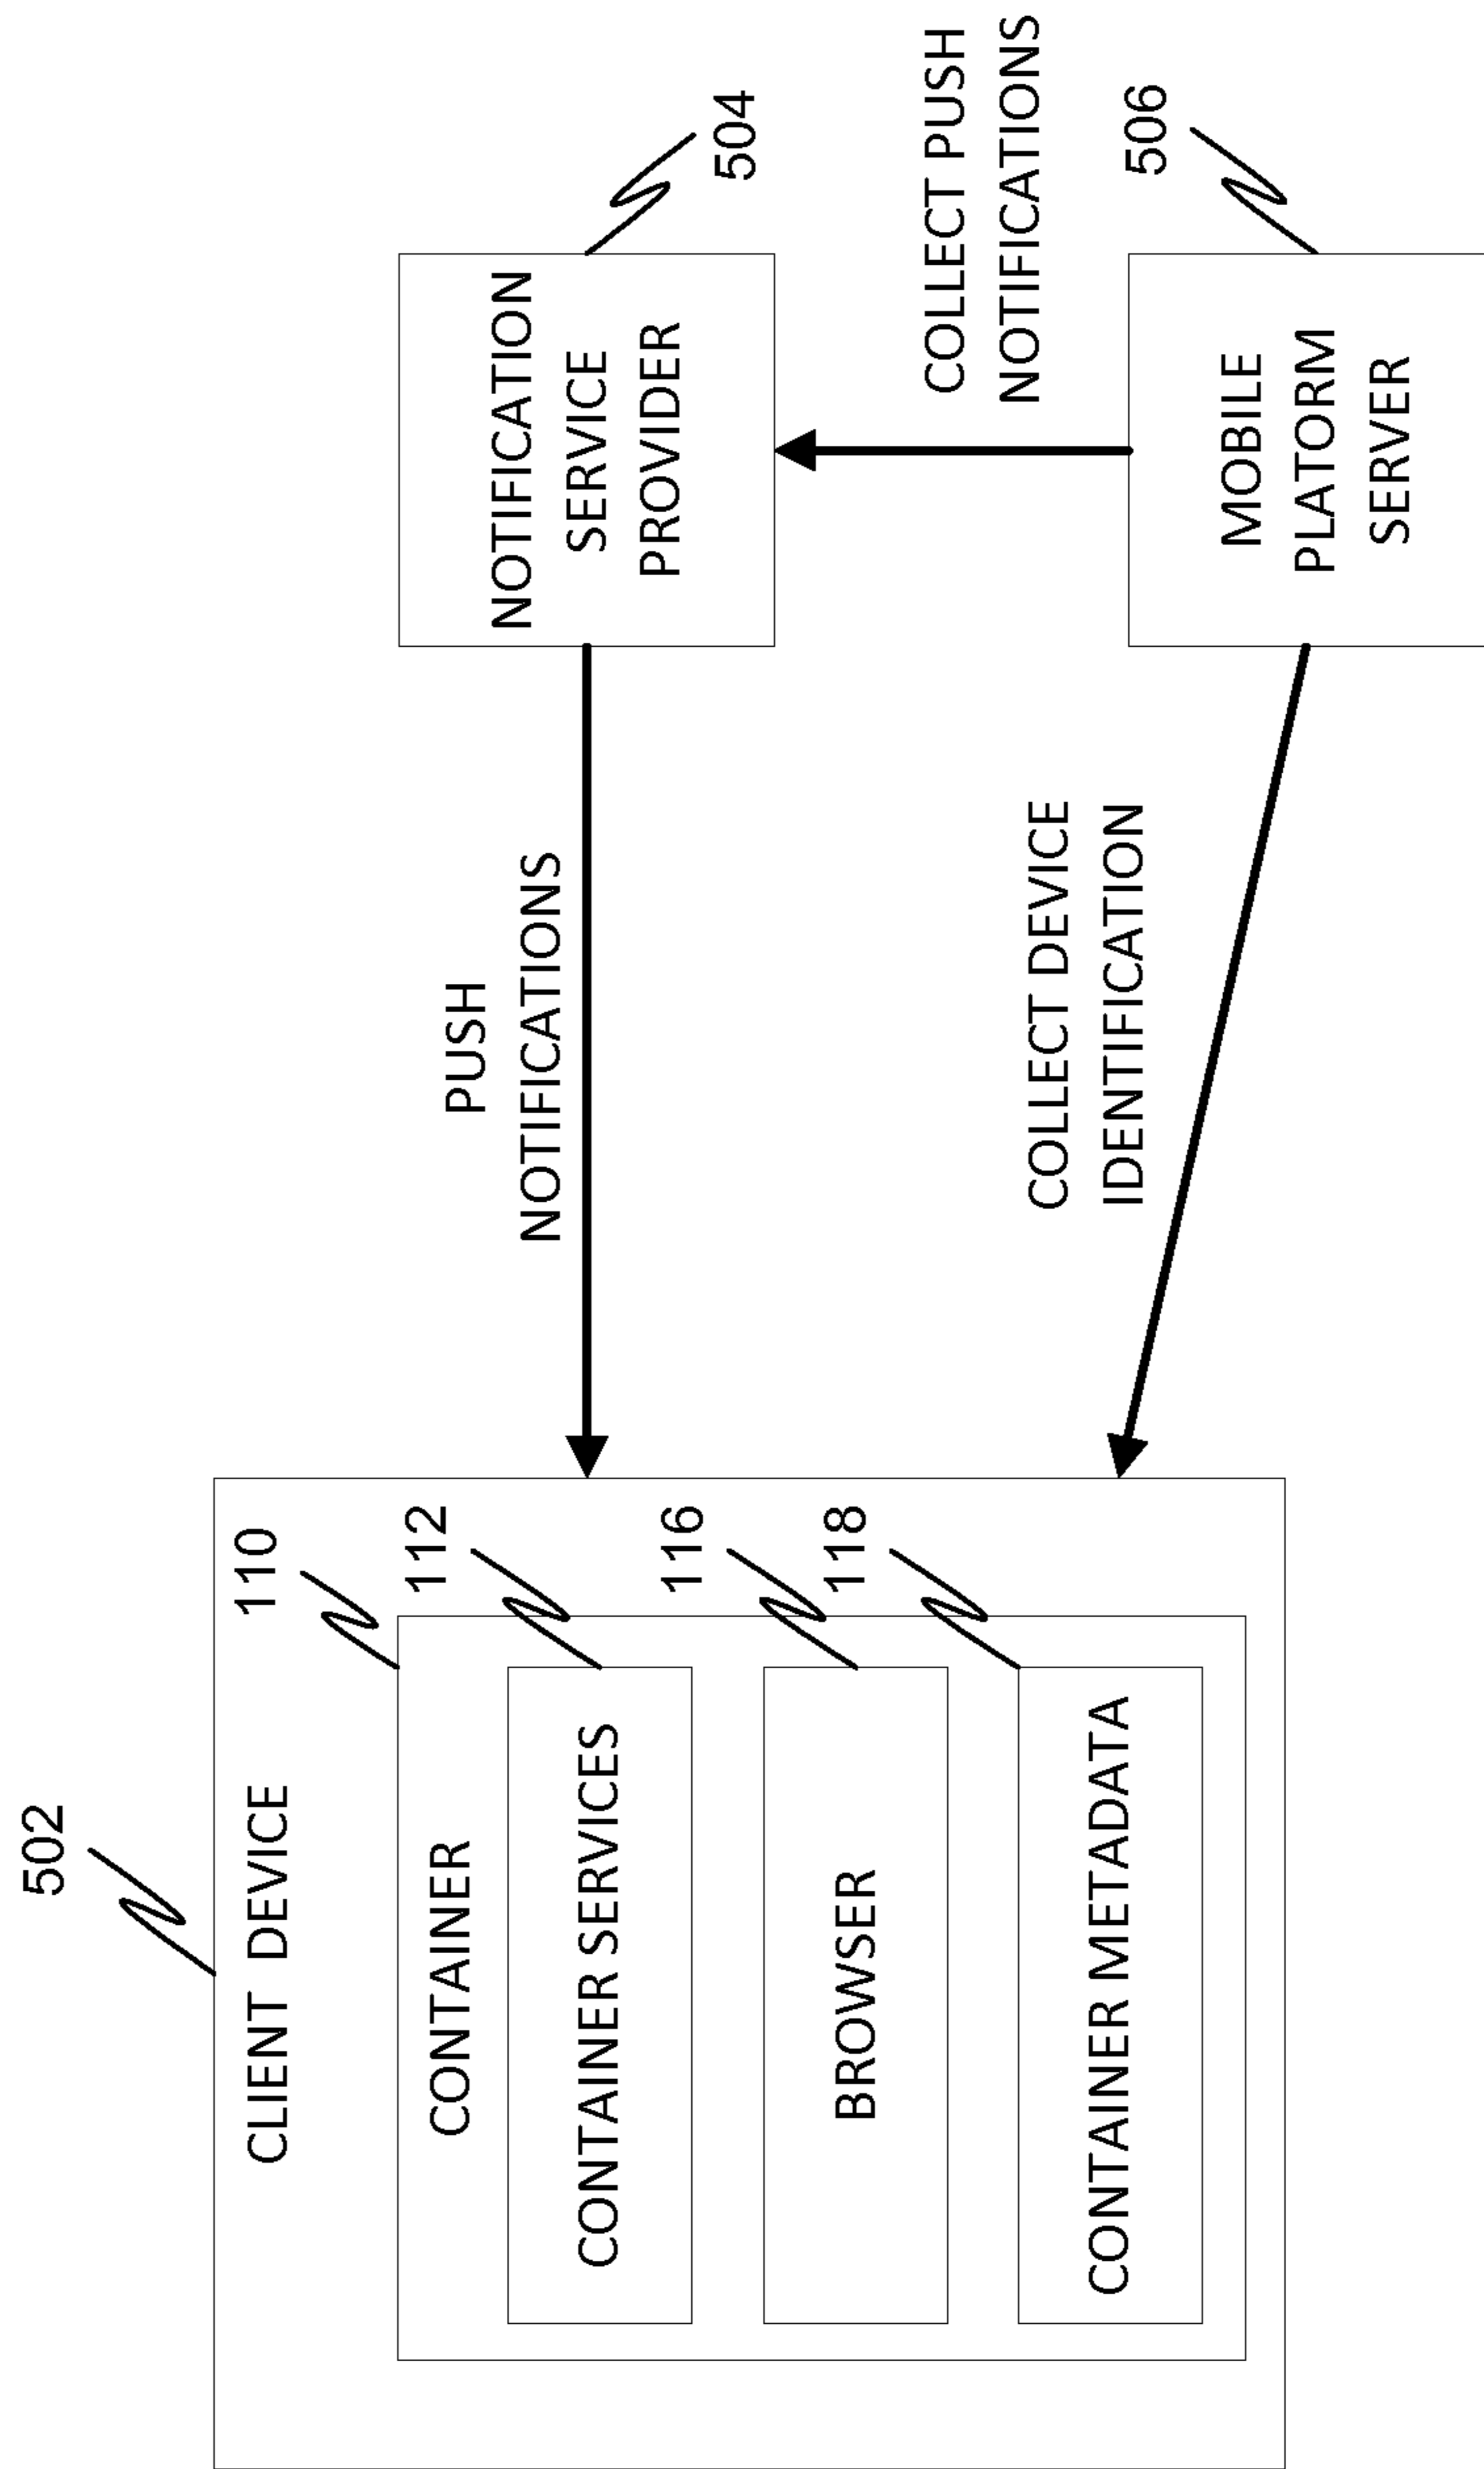 502
CLIENT DEVICE
110
CONTAINER
112
CONTAINER SERVICES
116
BROWSER
118
CONTAINER METADATA
PUSH
NOTIFICATIONS
COLLECT DEVICE
IDENTIFICATION
NOTIFICATION
SERVICE
PROVIDER
504
COLLECT PUSH
NOTIFICATIONS
506
MOBILE
PLATORM
SERVER